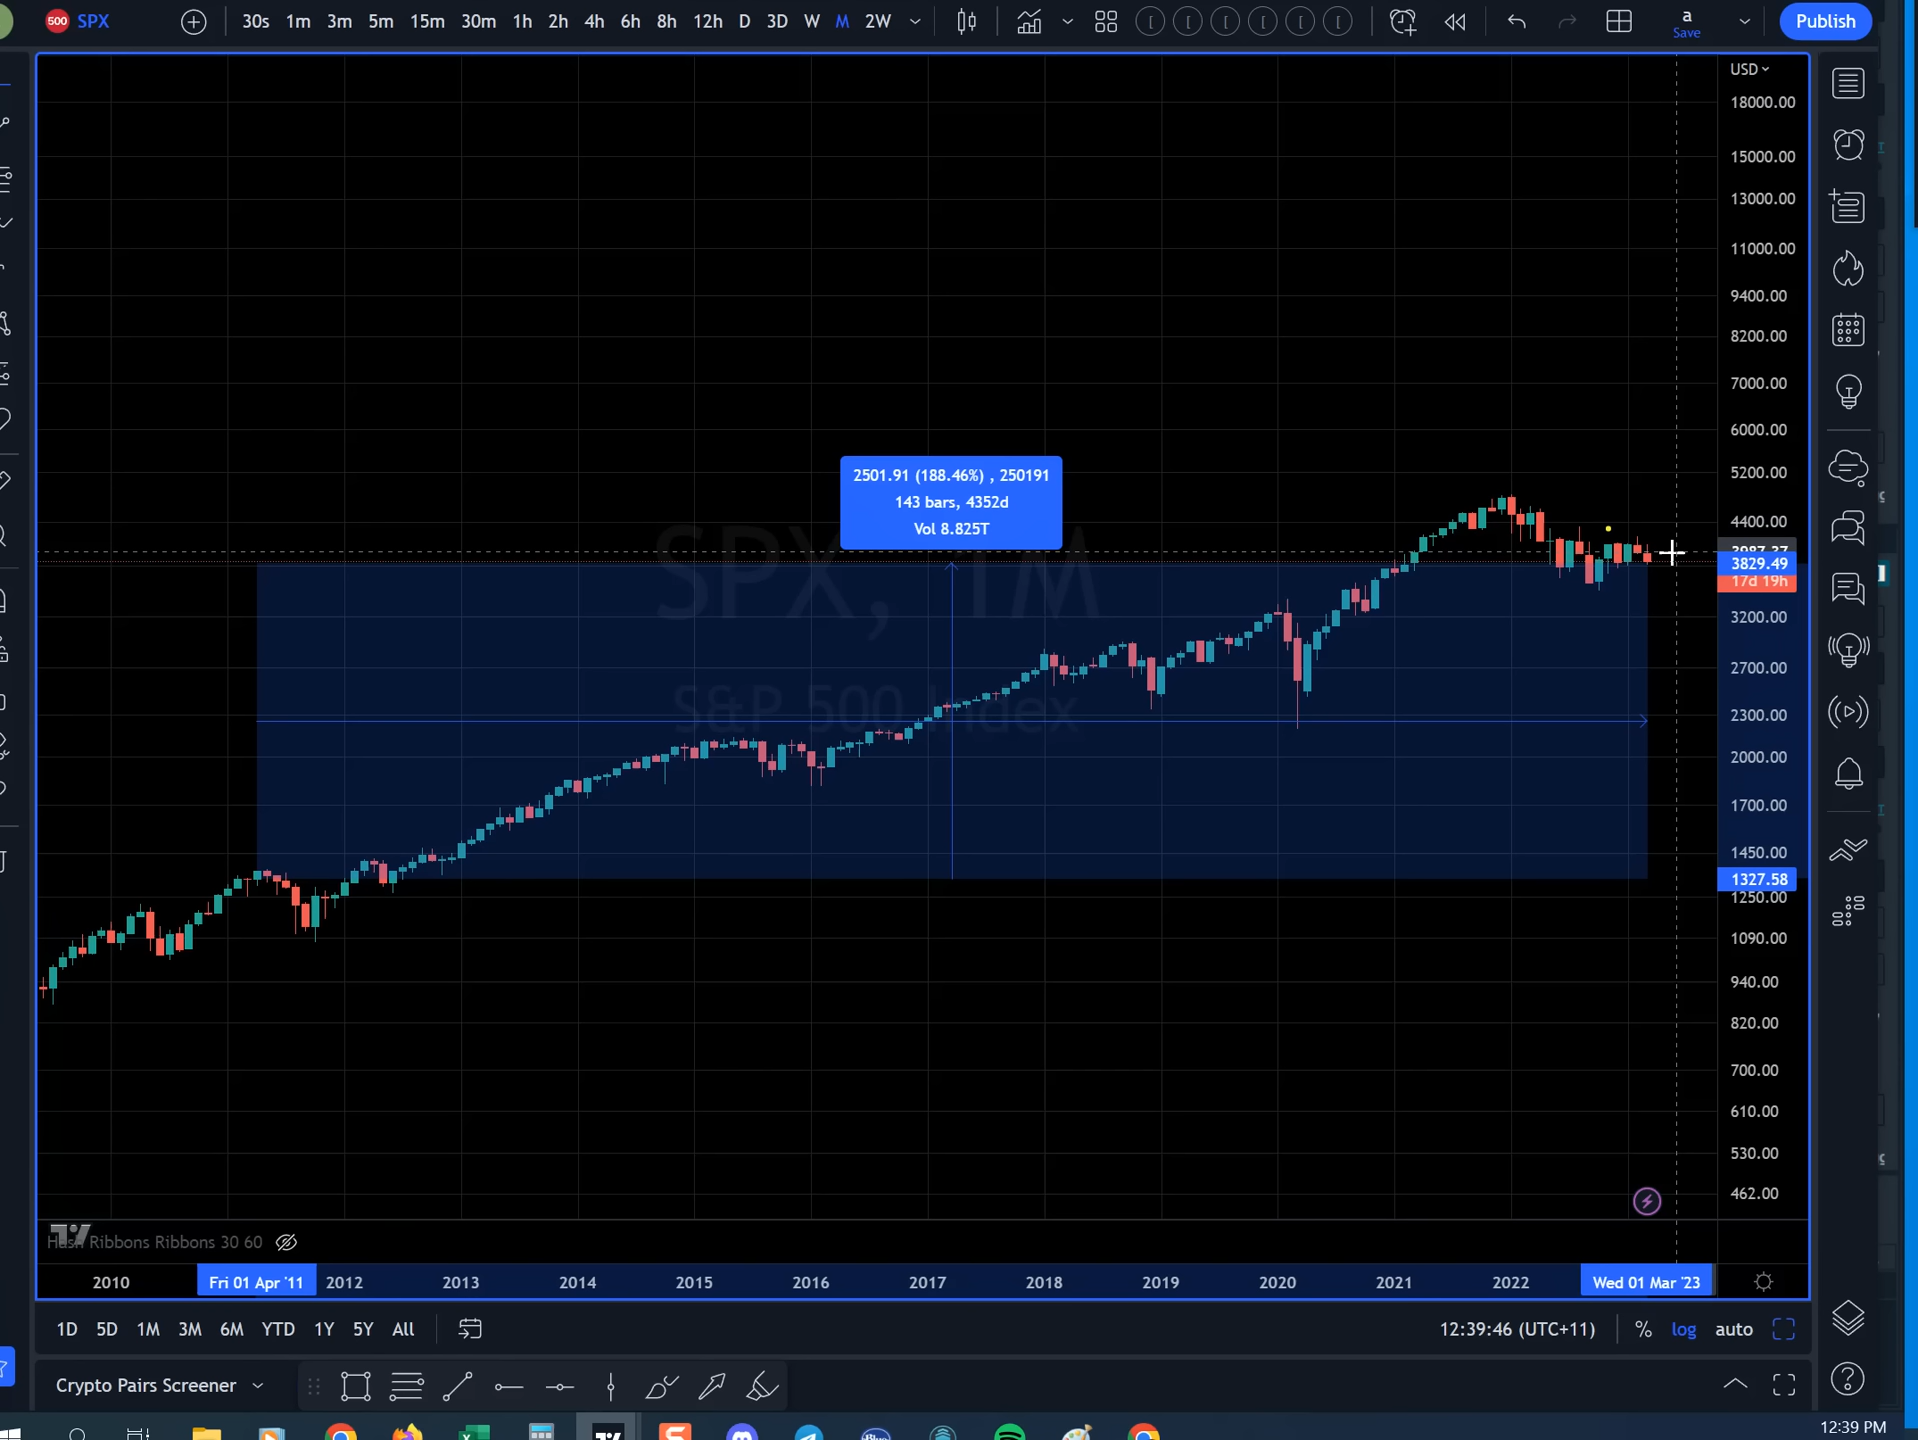 500 SPX 30s 1m 3m 5m 15m 30m 1h 2h 4h 6h 8h 12h D 3D W M 2W a Publish
Save
USD
18000.00
15000.00
13000.00
11000.00
9400.00
8200.00
7000.00
6000.00
5200.00
4400.00
3987.37
3829.49
17d 19h
3200.00
2700.00
2300.00
2000.00
1700.00
1450.00
1327.58
1250.00
1090.00
940.00
820.00
700.00
610.00
530.00
462.00
2501.91 (188.46%) , 250191
143 bars, 4352d
Vol 8.825T
SPX, 1M
S&P 500 Index
Hash Ribbons Ribbons 30 60
2010 Fri 01 Apr '11 2012 2013 2014 2015 2016 2017 2018 2019 2020 2021 2022 Wed 01 Mar '23
1D 5D 1M 3M 6M YTD 1Y 5Y All 12:39:46 (UTC+11) % log auto
Crypto Pairs Screener
12:39 PM